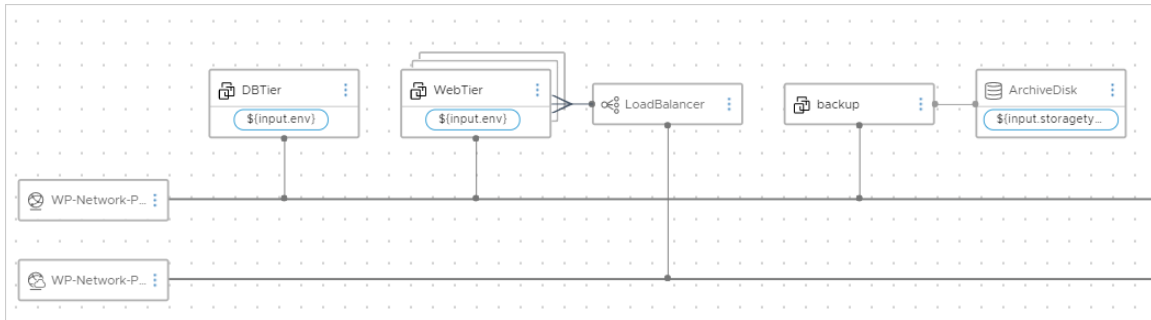 DBTier
${input.env}
WebTier
${input.env}
LoadBalancer
backup
ArchiveDisk
${input.storagety...
WP-Network-P...
WP-Network-P...